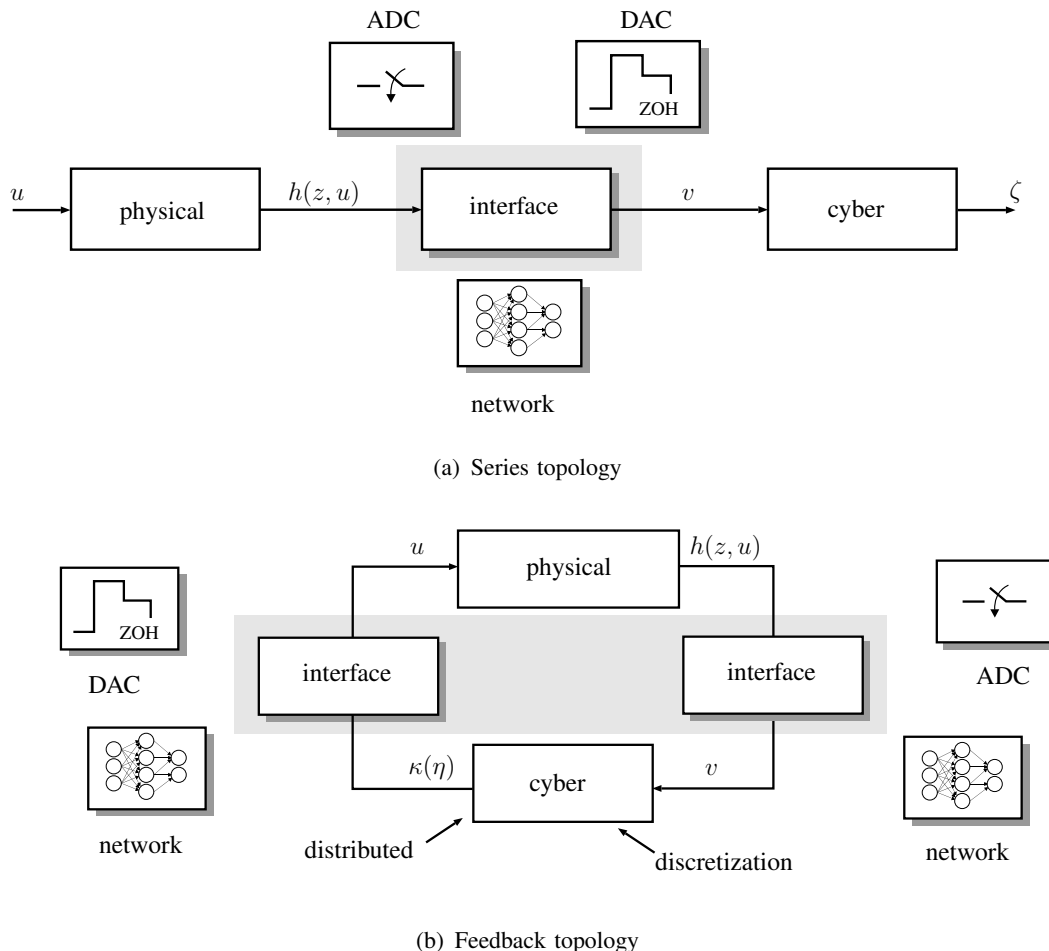 ADC DAC
ZOH
u physical h(z, u) interface v cyber ζ
network
(a) Series topology
u physical h(z, u)
ZOH
DAC interface interface ADC
κ(η) cyber v
network distributed discretization network
(b) Feedback topology